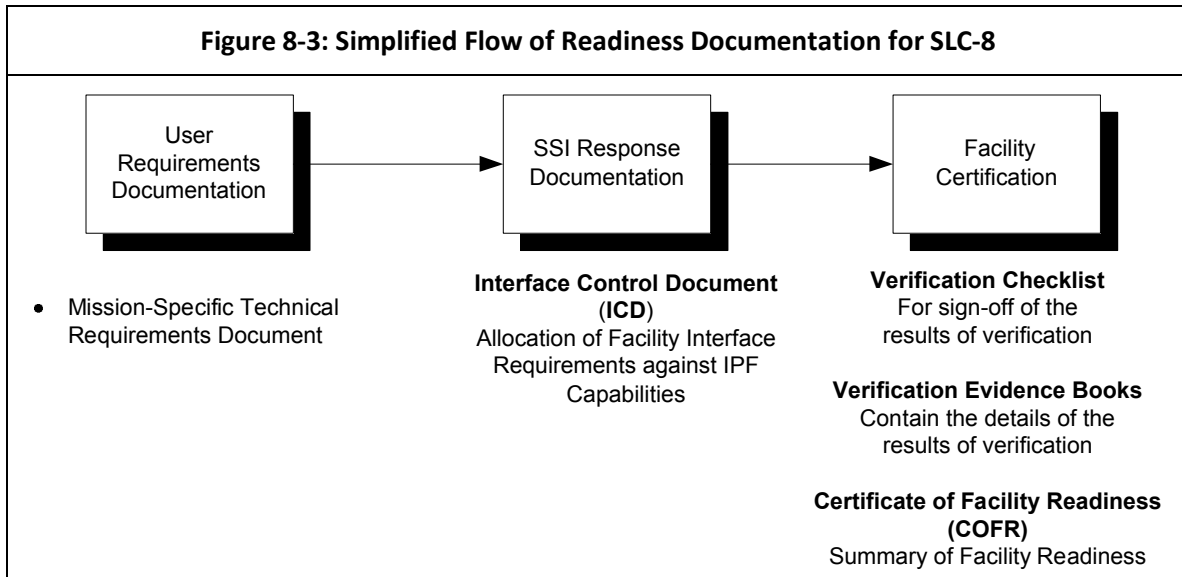 Figure 8-3: Simplified Flow of Readiness Documentation for SLC-8
User
Requirements
Documentation
SSI Response
Documentation
Facility
Certification
• Mission-Specific Technical
Requirements Document
Interface Control Document
(ICD)
Allocation of Facility Interface
Requirements against IPF
Capabilities
Verification Checklist
For sign-off of the
results of verification
Verification Evidence Books
Contain the details of the
results of verification
Certificate of Facility Readiness
(COFR)
Summary of Facility Readiness